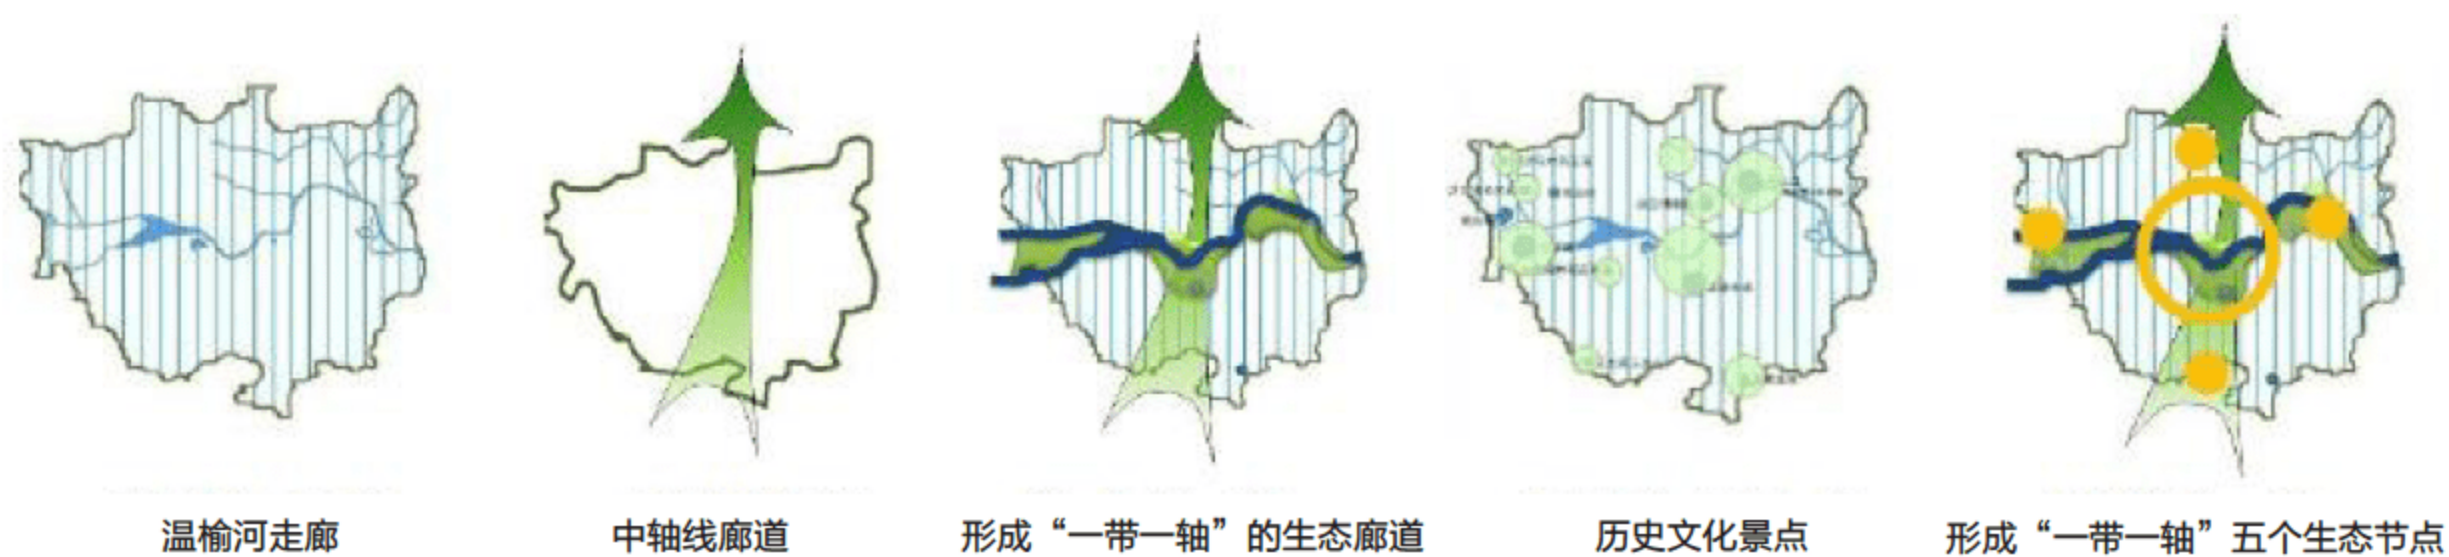 温榆河走廊
中轴线廊道
形成“一带一轴”的生态廊道
历史文化景点
形成“一带一轴”五个生态节点